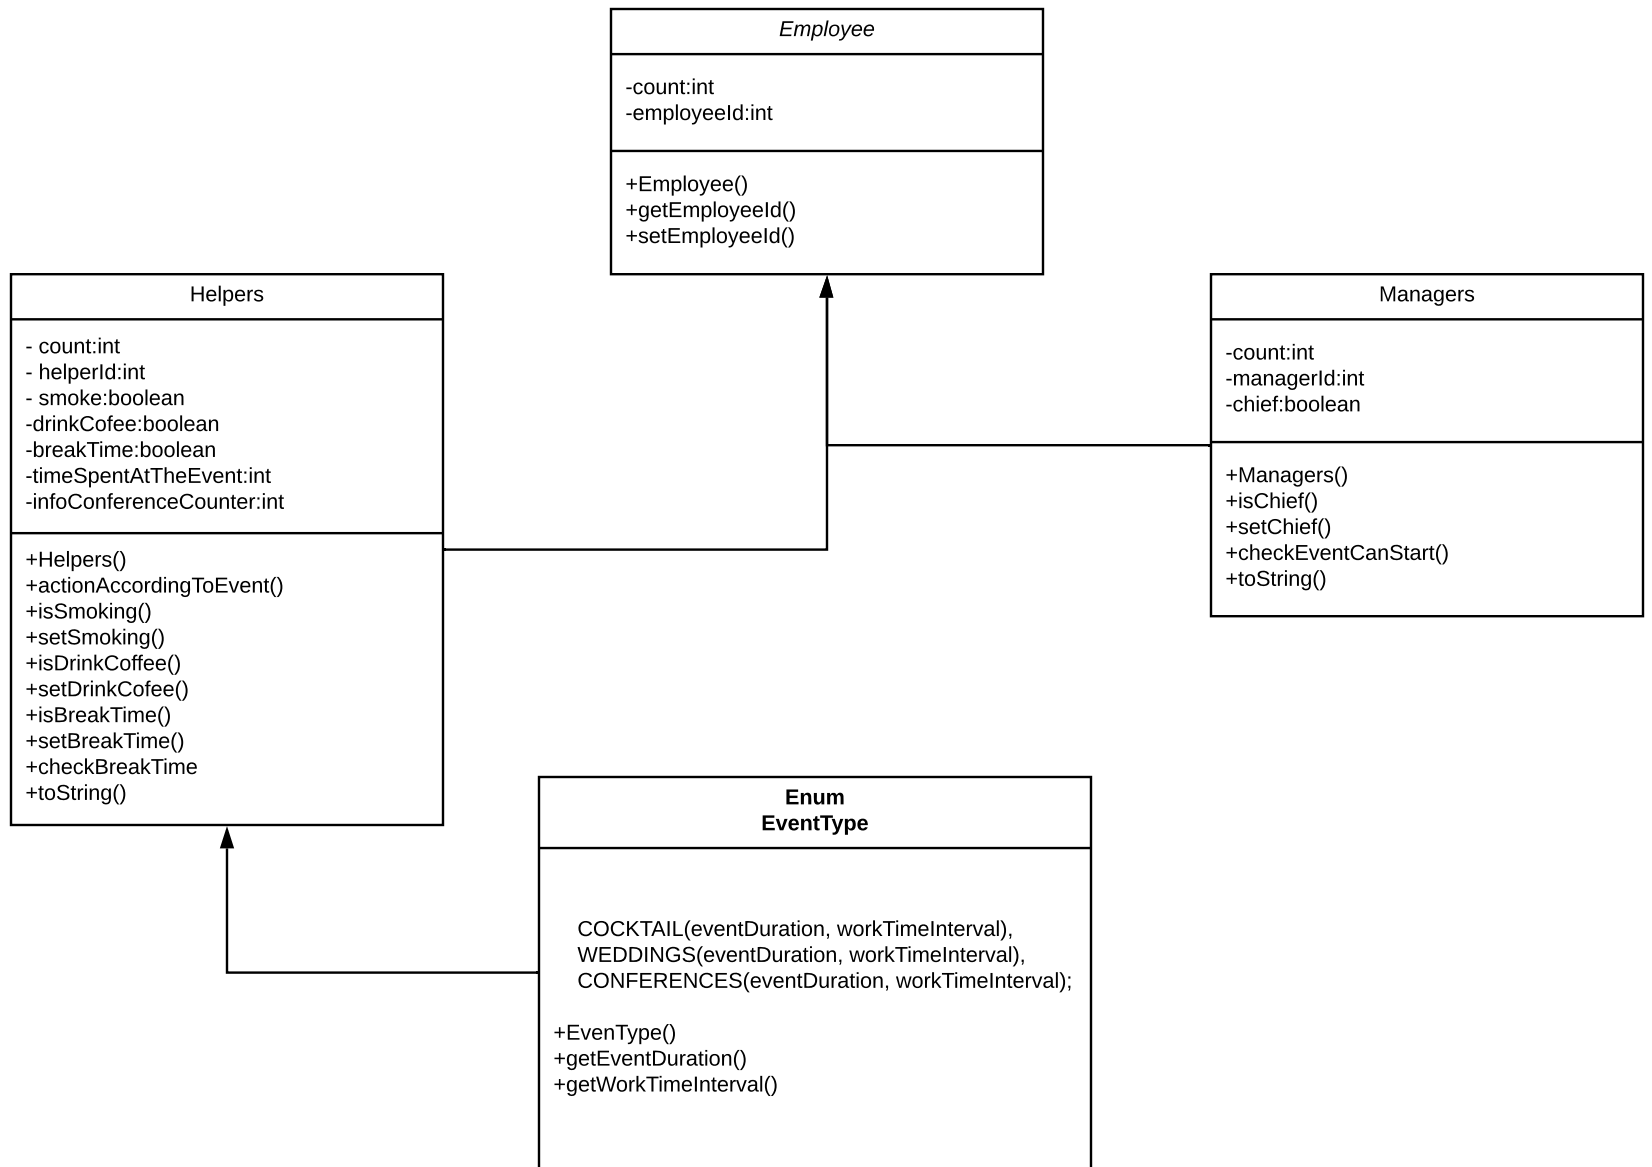 Employee
-count:int
-employeeId:int
+Employee()
+getEmployeeId()
+setEmployeeId()
Helpers
- count:int
- helperId:int
- smoke:boolean
-drinkCofee:boolean
-breakTime:boolean
-timeSpentAtTheEvent:int
-infoConferenceCounter:int
+Helpers()
+actionAccordingToEvent()
+isSmoking()
+setSmoking()
+isDrinkCoffee()
+setDrinkCofee()
+isBreakTime()
+setBreakTime()
+checkBreakTime
+toString()
Managers
-count:int
-managerId:int
-chief:boolean
+Managers()
+isChief()
+setChief()
+checkEventCanStart()
+toString()
Enum
EventType
COCKTAIL(eventDuration, workTimeInterval),
WEDDINGS(eventDuration, workTimeInterval),
CONFERENCES(eventDuration, workTimeInterval);
+EvenType()
+getEventDuration()
+getWorkTimeInterval()